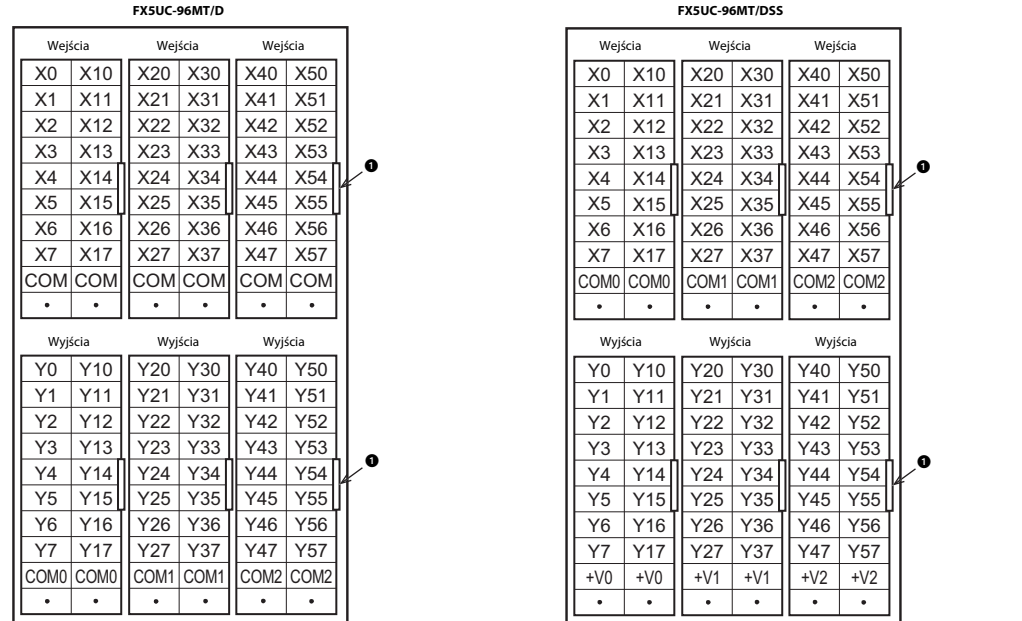 FX5UC-96MT/D
Wejścia Wejścia Wejścia
X0 X10 X20 X30 X40 X50
X1 X11 X21 X31 X41 X51
X2 X12 X22 X32 X42 X52
X3 X13 X23 X33 X43 X53
❶
X4 X14 X24 X34 X44 X54
X5 X15 X25 X35 X45 X55
X6 X16 X26 X36 X46 X56
X7 X17 X27 X37 X47 X57
COM COM COM COM COM COM
• • • • • •
Wyjścia Wyjścia Wyjścia
Y0 Y10 Y20 Y30 Y40 Y50
Y1 Y11 Y21 Y31 Y41 Y51
Y2 Y12 Y22 Y32 Y42 Y52
Y3 Y13 Y23 Y33 Y43 Y53
❶
Y4 Y14 Y24 Y34 Y44 Y54
Y5 Y15 Y25 Y35 Y45 Y55
Y6 Y16 Y26 Y36 Y46 Y56
Y7 Y17 Y27 Y37 Y47 Y57
COM0 COM0 COM1 COM1 COM2 COM2
• • • • • •
FX5UC-96MT/DSS
Wejścia Wejścia Wejścia
X0 X10 X20 X30 X40 X50
X1 X11 X21 X31 X41 X51
X2 X12 X22 X32 X42 X52
X3 X13 X23 X33 X43 X53
❶
X4 X14 X24 X34 X44 X54
X5 X15 X25 X35 X45 X55
X6 X16 X26 X36 X46 X56
X7 X17 X27 X37 X47 X57
COM0 COM0 COM1 COM1 COM2 COM2
• • • • • •
Wyjścia Wyjścia Wyjścia
Y0 Y10 Y20 Y30 Y40 Y50
Y1 Y11 Y21 Y31 Y41 Y51
Y2 Y12 Y22 Y32 Y42 Y52
Y3 Y13 Y23 Y33 Y43 Y53
❶
Y4 Y14 Y24 Y34 Y44 Y54
Y5 Y15 Y25 Y35 Y45 Y55
Y6 Y16 Y26 Y36 Y46 Y56
Y7 Y17 Y27 Y37 Y47 Y57
+V0 +V0 +V1 +V1 +V2 +V2
• • • • • •